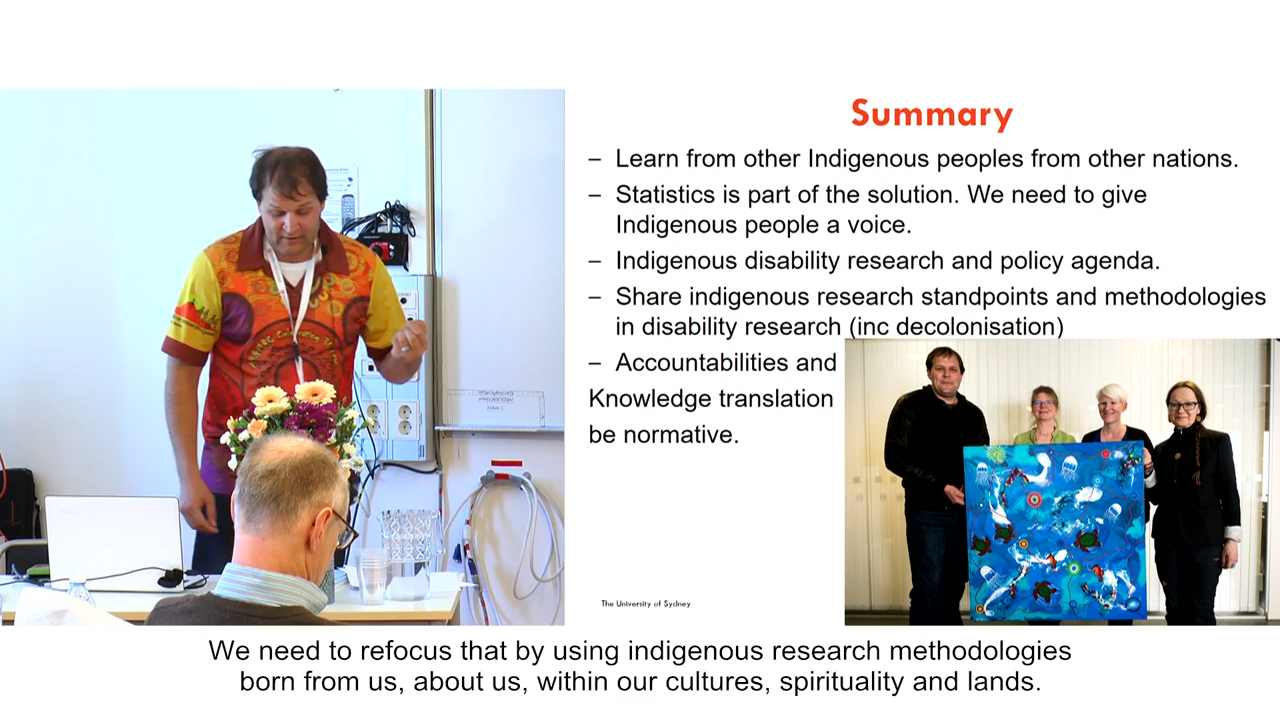 Summary
– Learn from other Indigenous peoples from other nations.
– Statistics is part of the solution. We need to give
Indigenous people a voice.
– Indigenous disability research and policy agenda.
– Share indigenous research standpoints and methodologies
in disability research (inc decolonisation)
– Accountabilities and
Knowledge translation
be normative.
The University of Sydney
We need to refocus that by using indigenous research methodologies
born from us, about us, within our cultures, spirituality and lands.